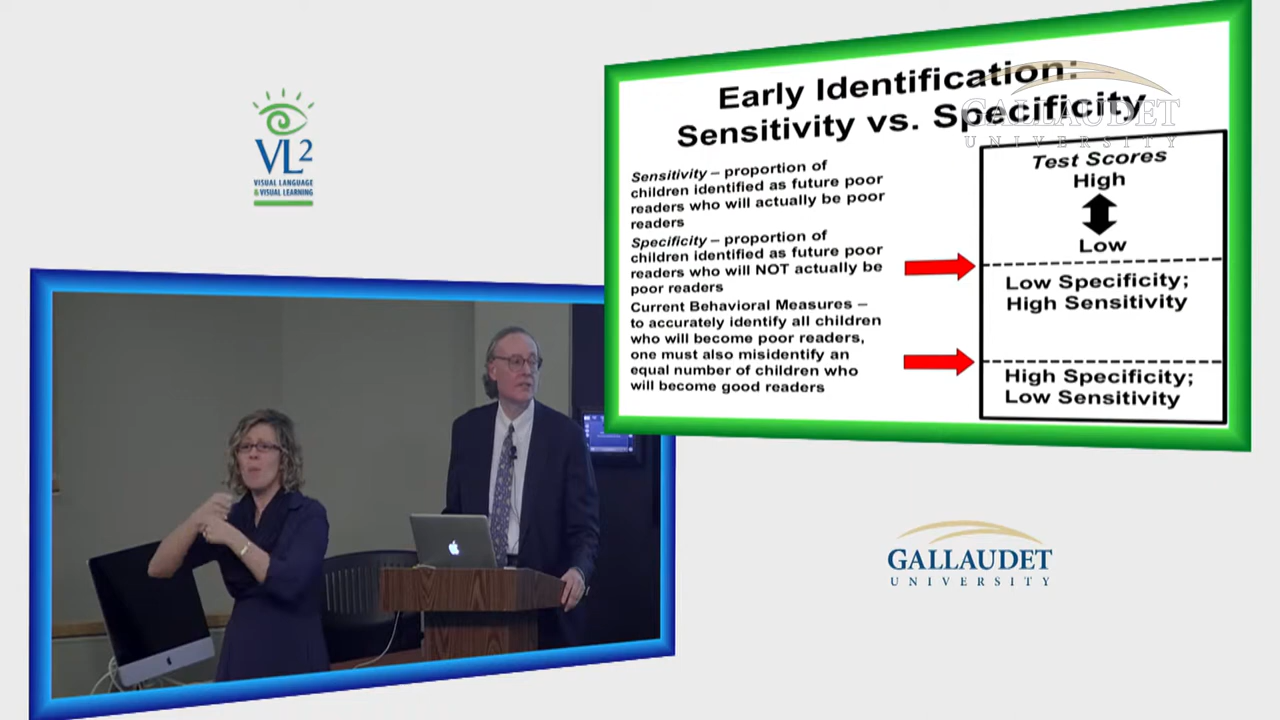 VL2
VISUAL LANGUAGE
& VISUAL LEARNING
Early Identification:
Sensitivity vs. Specificity
GALLAUDET
UNIVERSITY
Sensitivity – proportion of
children identified as future poor
readers who will actually be poor
readers
Specificity – proportion of
children identified as future poor
readers who will NOT actually be
poor readers
Current Behavioral Measures –
to accurately identify all children
who will become poor readers,
one must also misidentify an
equal number of children who
will become good readers
Test Scores
High
Low
Low Specificity;
High Sensitivity
High Specificity;
Low Sensitivity
GALLAUDET
UNIVERSITY